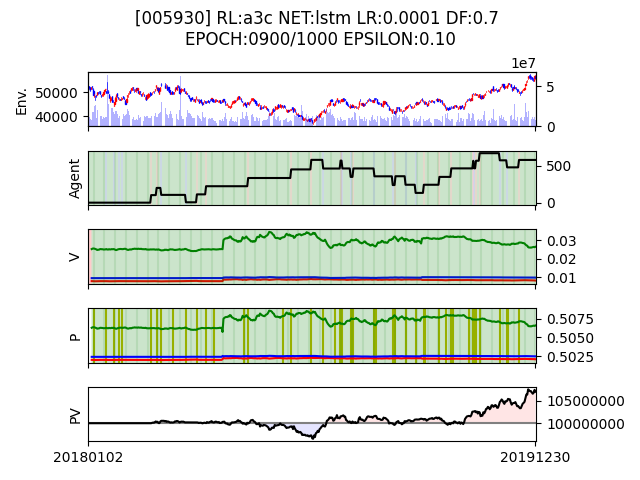 [005930] RL:a3c NET:lstm LR:0.0001 DF:0.7
EPOCH:0900/1000 EPSILON:0.10
1e7
Env.
50000
40000
5
0
Agent
500
0
V
0.03
0.02
0.01
P
0.5075
0.5050
0.5025
PV
105000000
100000000
20180102
20191230